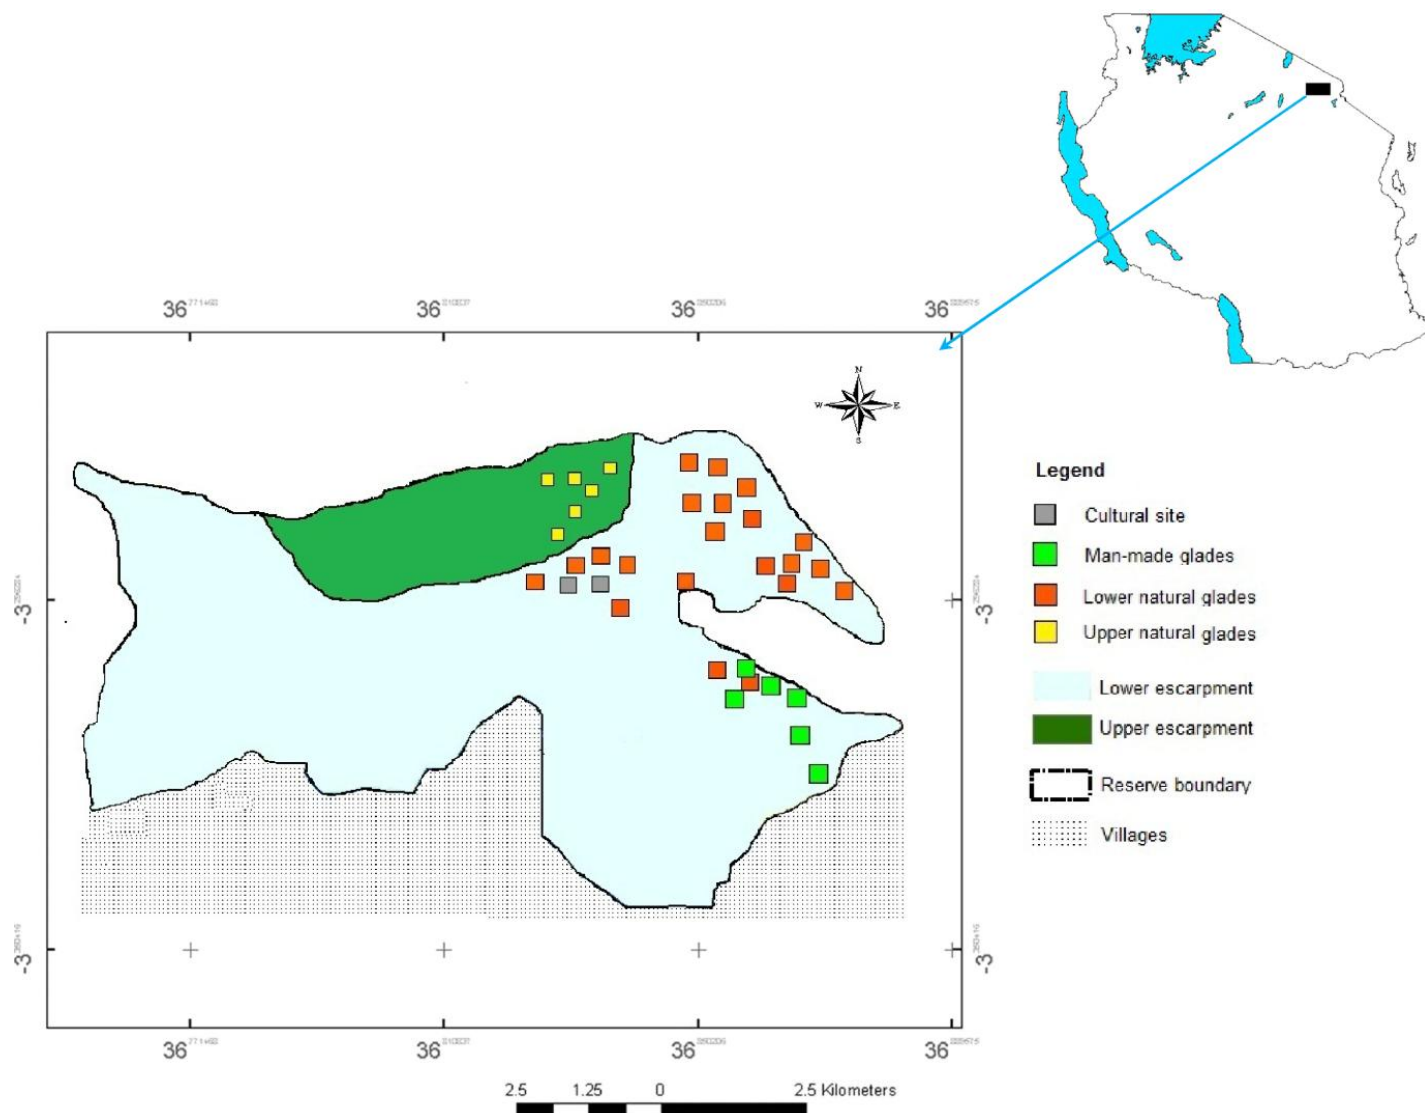 36 36 36 36
N
W E
S
-3 -3
-3 -3
36 36 36 36
2.5 1.25 0 2.5 Kilometers
Legend
Cultural site
Man-made glades
Lower natural glades
Upper natural glades
Lower escarpment
Upper escarpment
Reserve boundary
Villages